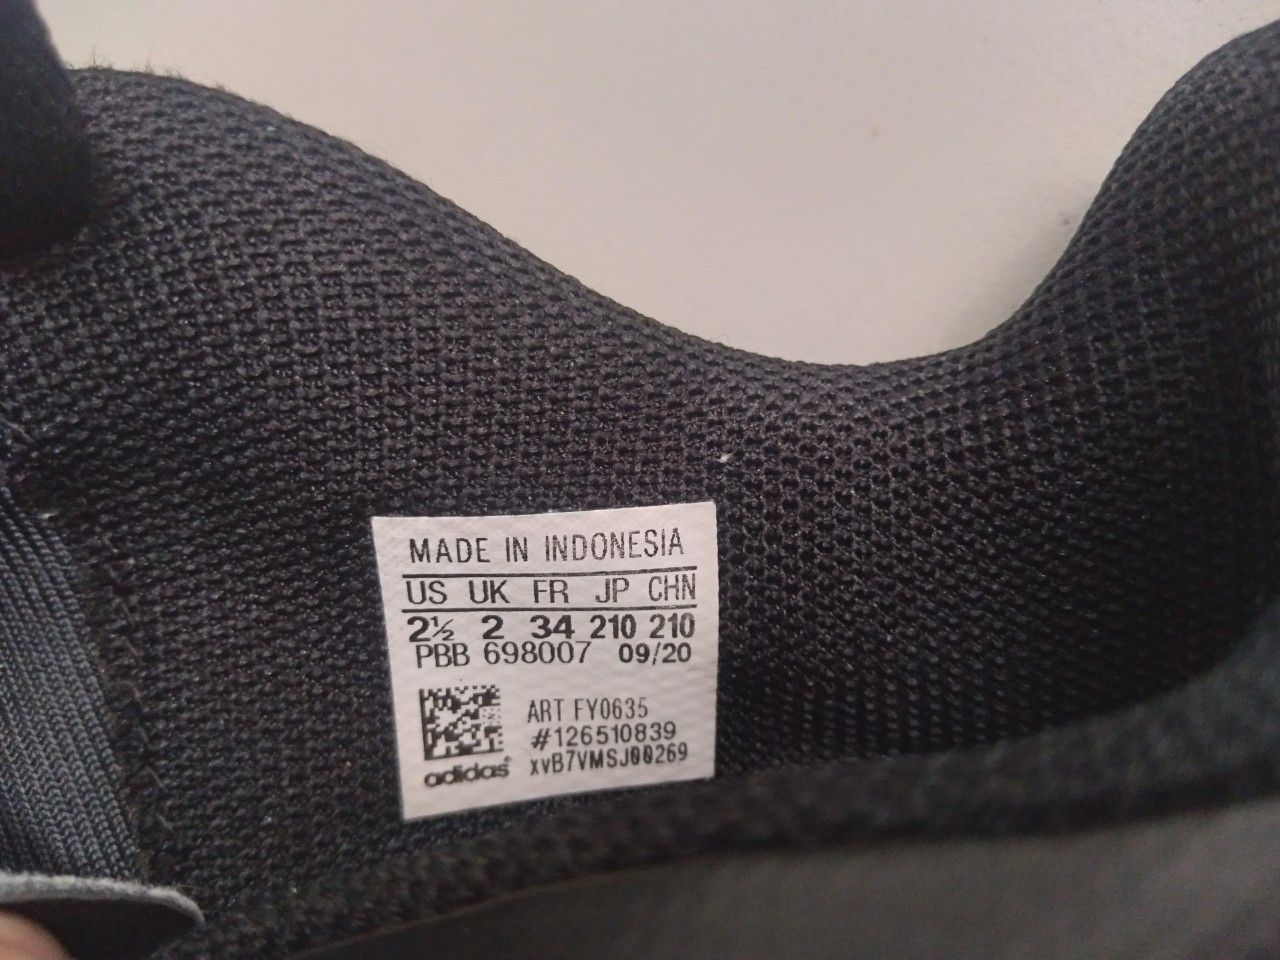 MADE IN INDONESIA
US UK FR JP CHN
2½ 2 34 210 210
PBB 698007 09/20
ART FY0635
#126510839
xvB7VMSJ00269
adidas